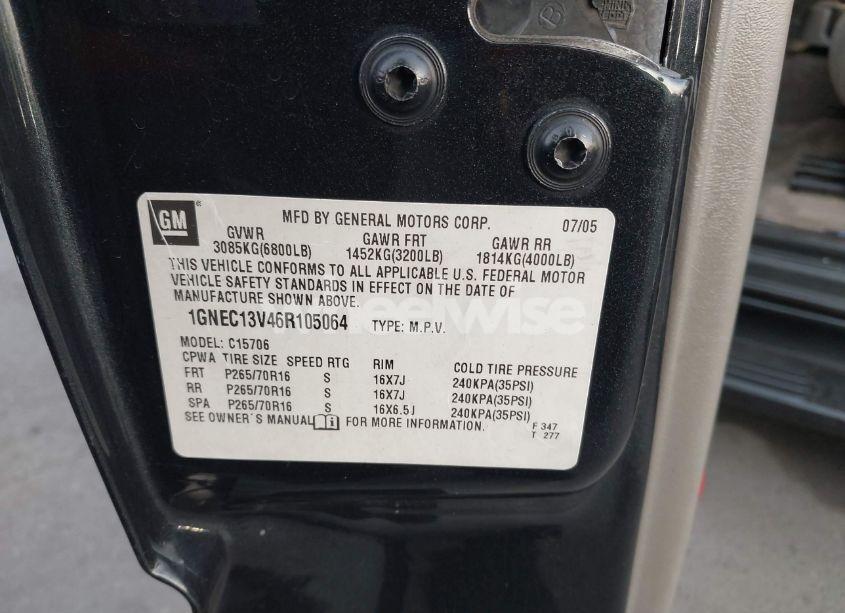 GM
MFD BY GENERAL MOTORS CORP. 07/05
GVWR GAWR FRT GAWR RR
3085KG(6800LB) 1452KG(3200LB) 1814KG(4000LB)
THIS VEHICLE CONFORMS TO ALL APPLICABLE U.S. FEDERAL MOTOR
VEHICLE SAFETY STANDARDS IN EFFECT ON THE DATE OF
MANUFACTURE SHOWN ABOVE.
1GNEC13V46R105064 TYPE: M.P.V.
MODEL: C15706
CPWA TIRE SIZE SPEED RTG RIM COLD TIRE PRESSURE
FRT P265/70R16 S 16X7J 240KPA(35PSI)
RR P265/70R16 S 16X7J 240KPA(35PSI)
SPA P265/70R16 S 16X6.5J 240KPA(35PSI)
SEE OWNER'S MANUAL FOR MORE INFORMATION.
F 347
T 277
wheelwise